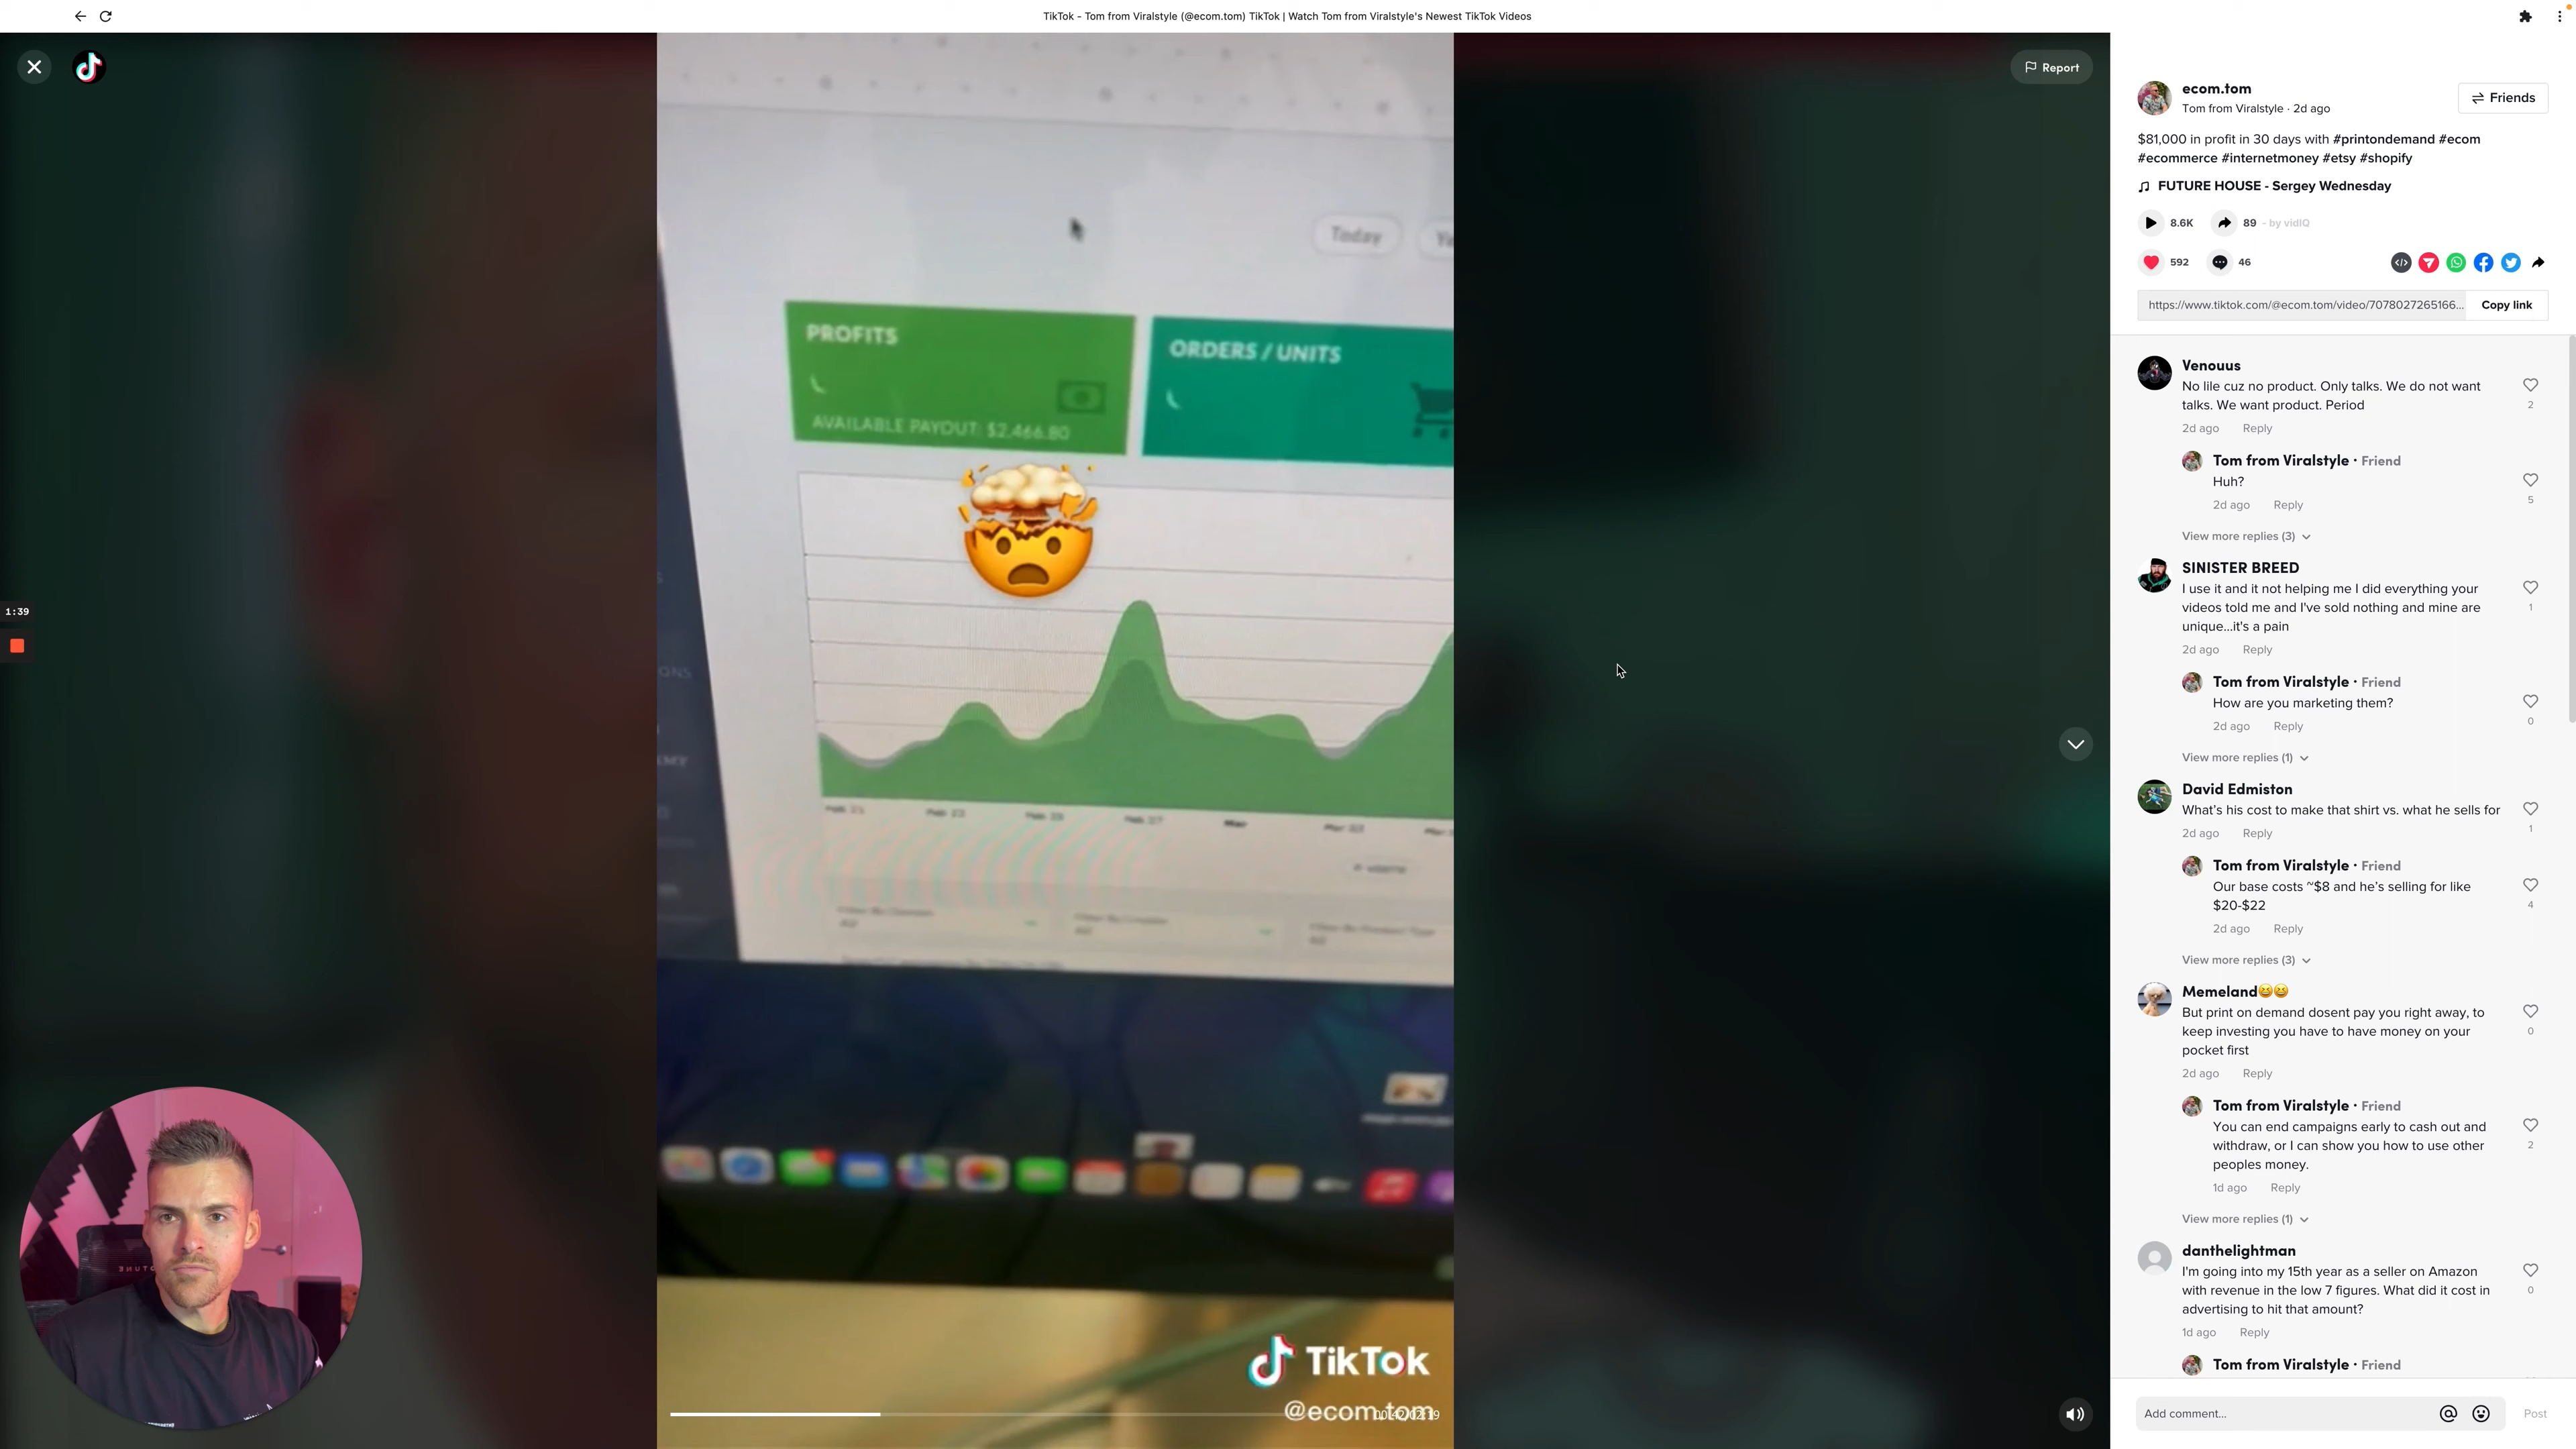 TikTok - Tom from Viralstyle (@ecom.tom) TikTok | Watch Tom from Viralstyle's Newest TikTok Videos
Report
PROFITS
AVAILABLE PAYOUT: $2,466.80
ORDERS / UNITS
Today
1:39
TikTok
@ecom.tom
ecom.tom
Tom from Viralstyle · 2d ago
Friends
$81,000 in profit in 30 days with #printondemand #ecom
#ecommerce #internetmoney #etsy #shopify
FUTURE HOUSE - Sergey Wednesday
8.6K
89 - by vidIQ
592
46
https://www.tiktok.com/@ecom.tom/video/7078027265166...
Copy link
Venouus
No lile cuz no product. Only talks. We do not want
talks. We want product. Period
2
2d ago Reply
Tom from Viralstyle · Friend
Huh?
5
2d ago Reply
View more replies (3)
SINISTER BREED
I use it and it not helping me I did everything your
videos told me and I've sold nothing and mine are
unique...it's a pain
1
2d ago Reply
Tom from Viralstyle · Friend
How are you marketing them?
0
2d ago Reply
View more replies (1)
David Edmiston
What's his cost to make that shirt vs. what he sells for
1
2d ago Reply
Tom from Viralstyle · Friend
Our base costs ~$8 and he's selling for like
$20-$22
4
2d ago Reply
View more replies (3)
Memeland😆😆
But print on demand dosent pay you right away, to
keep investing you have to have money on your
pocket first
0
2d ago Reply
Tom from Viralstyle · Friend
You can end campaigns early to cash out and
withdraw, or I can show you how to use other
peoples money.
2
1d ago Reply
View more replies (1)
danthelightman
I'm going into my 15th year as a seller on Amazon
with revenue in the low 7 figures. What did it cost in
advertising to hit that amount?
0
1d ago Reply
Tom from Viralstyle · Friend
Add comment...
Post